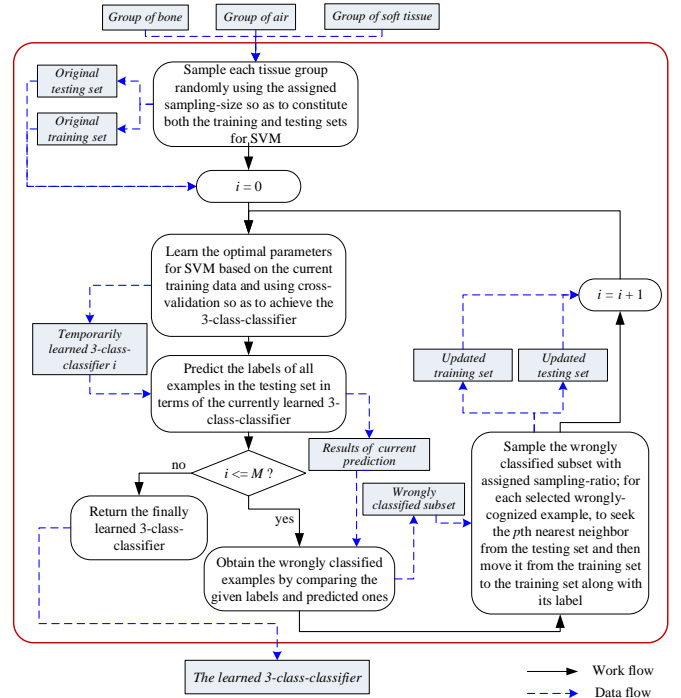 Group of bone
Group of air
Group of soft tissue
Original
testing set
Original
training set
Sample each tissue group
randomly using the assigned
sampling-size so as to constitute
both the training and testing sets
for SVM
i = 0
Learn the optimal parameters
for SVM based on the current
training data and using cross-
validation so as to achieve the
3-class-classifier
i = i + 1
Temporarily
learned 3-class-
classifier i
Updated
training set
Updated
testing set
Predict the labels of all
examples in the testing set in
terms of the currently learned 3-
class-classifier
Results of current
prediction
i <= M ?
no
yes
Return the finally
learned 3-class-
classifier
Wrongly
classified subset
Sample the wrongly
classified subset with
assigned sampling-ratio; for
each selected wrongly-
cognized example, to seek
the pth nearest neighbor
from the testing set and then
move it from the training set
to the training set along with
its label
Obtain the wrongly classified
examples by comparing the
given labels and predicted ones
The learned 3-class-classifier
Work flow
Data flow